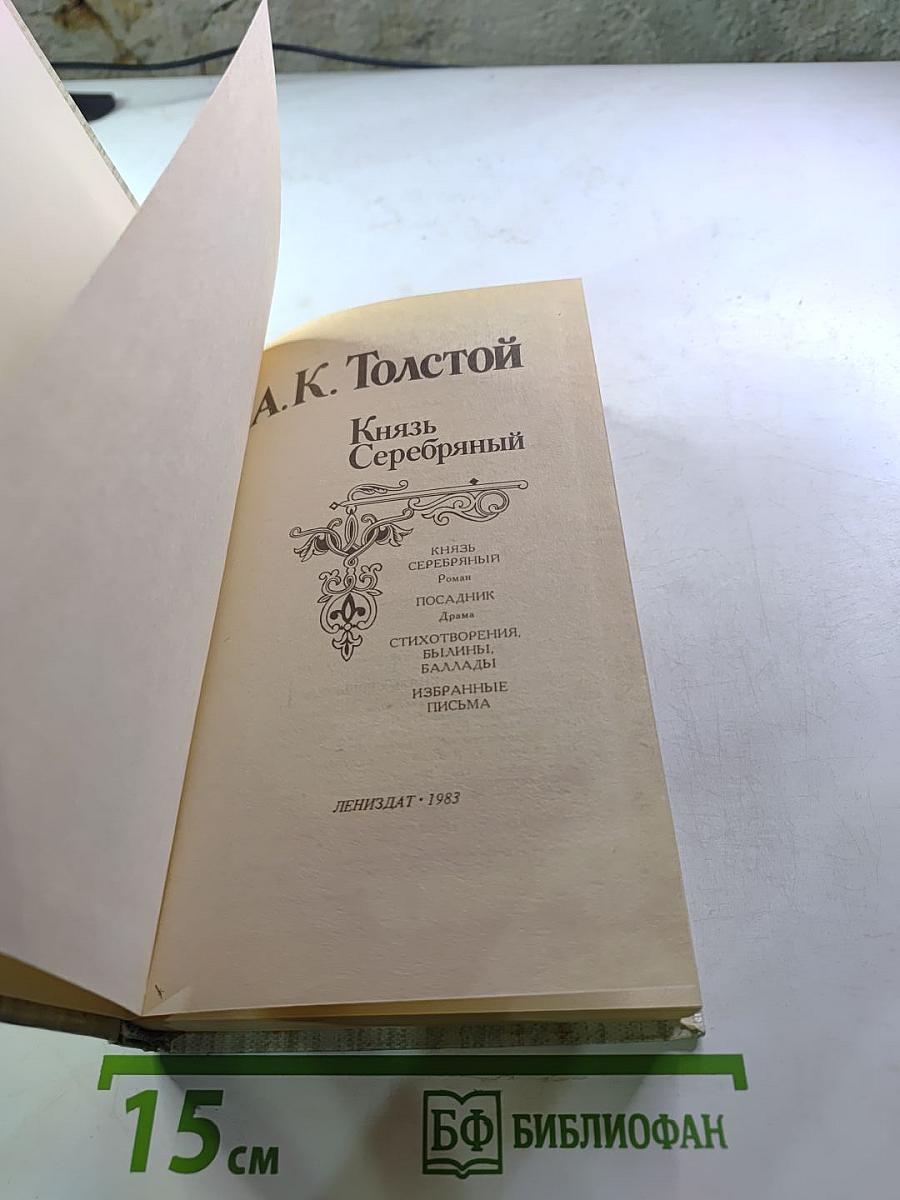 А.К. Толстой
Князь
Серебряный
КНЯЗЬ
СЕРЕБРЯНЫЙ
Роман
ПОСАДНИК
Драма
СТИХОТВОРЕНИЯ,
БЫЛИНЫ,
БАЛЛАДЫ
ИЗБРАННЫЕ
ПИСЬМА
ЛЕНИЗДАТ • 1983
15 см
БФ БИБЛИОФАН